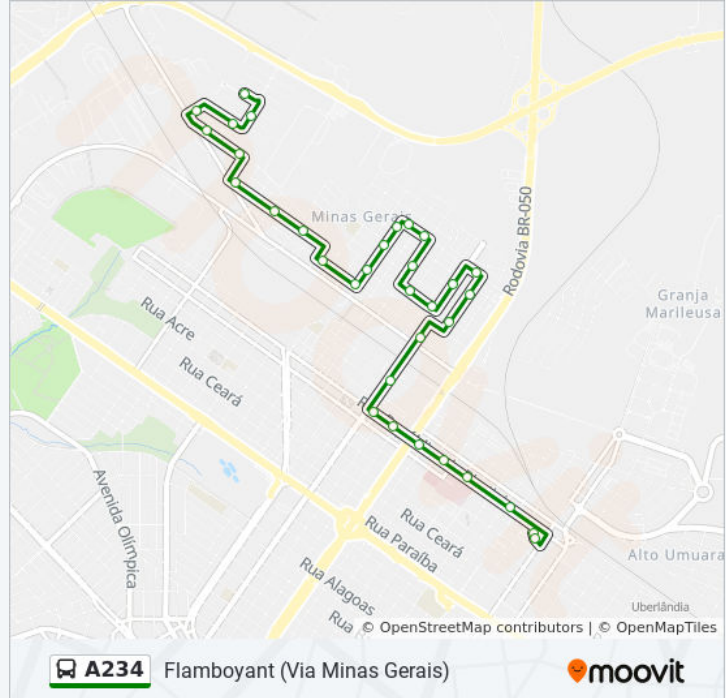 Minas Gerais
Rodovia BR-050
Granja
Marileusa
Rua Acre
Rua Ceará
Avenida Olímpica
Rua Ceará
Rua Paraíba
Rua Alagoas
Alto Umuara
Uberlândia
© OpenStreetMap contributors | © OpenMapTiles
A234 Flamboyant (Via Minas Gerais)
moovit